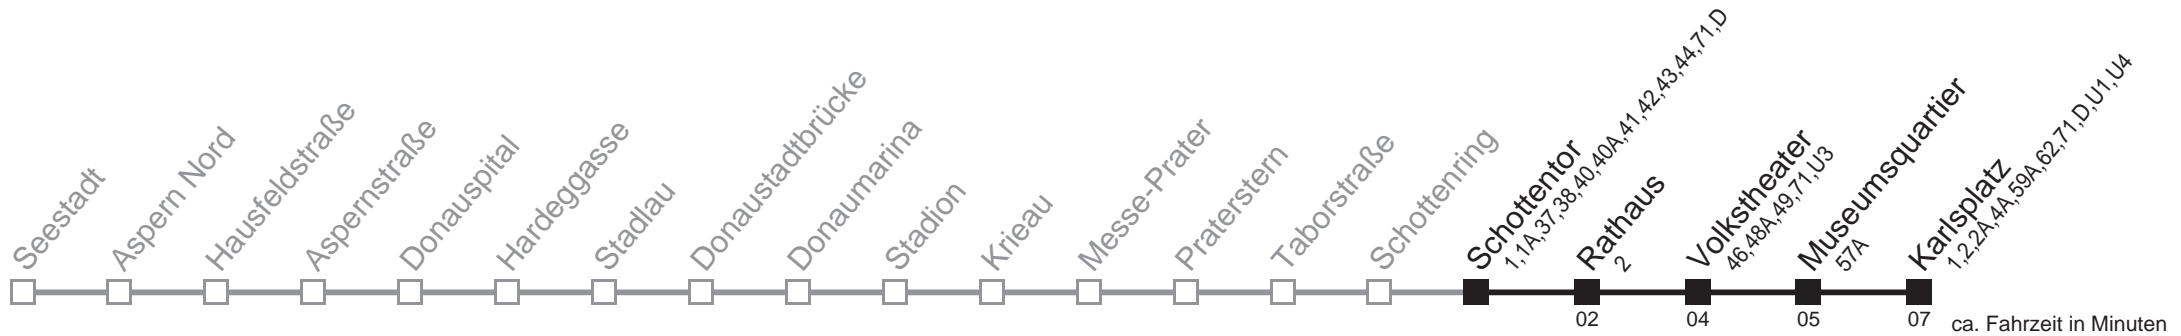 Seestadt
Aspern Nord
Hausfeldstraße
Aspernstraße
Donauspital
Hardeggasse
Stadlau
Donaustadtbrücke
Donaumarina
Stadion
Krieau
Messe-Prater
Praterstern
Taborstraße
Schottenring
Schottentor
1,1A,37,38,40,40A,41,42,43,44,71,D
Rathaus
2
Volkstheater
46,48A,49,71,U3
Museumsquartier
57A
Karlsplatz
1,2,2A,4A,59A,62,71,D,U1,U4
02 04 05 07 ca. Fahrzeit in Minuten